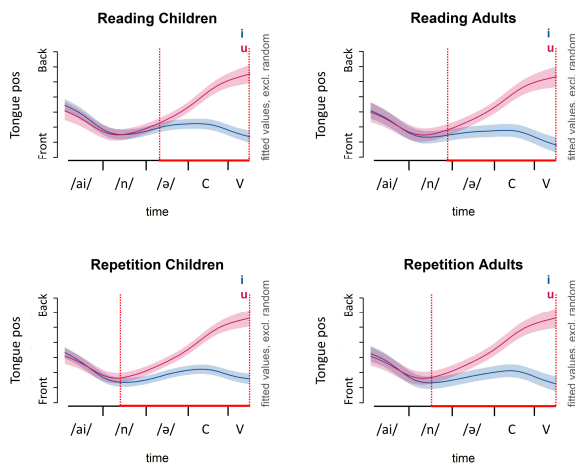 Reading Children
i
u
Back
Front
Tongue pos
fitted values, excl. random
/ai/ /n/ /ə/ C V
time
Reading Adults
i
u
Back
Front
Tongue pos
fitted values, excl. random
/ai/ /n/ /ə/ C V
time
Repetition Children
i
u
Back
Front
Tongue pos
fitted values, excl. random
/ai/ /n/ /ə/ C V
time
Repetition Adults
i
u
Back
Front
Tongue pos
fitted values, excl. random
/ai/ /n/ /ə/ C V
time